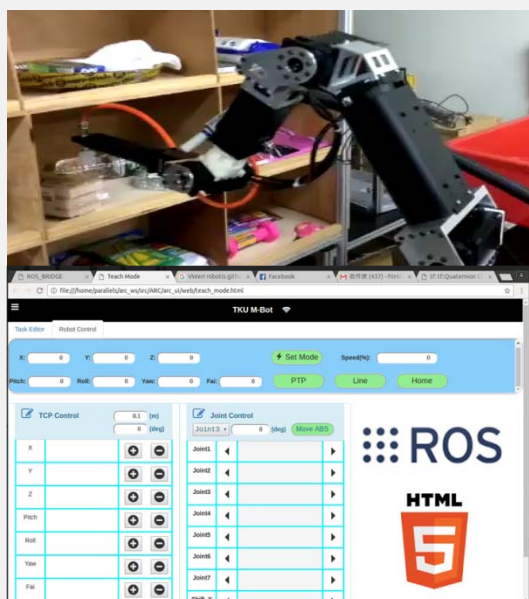 ROS_BRIDGE
Teach Mode
Facebook
file:///home/parallels/arc_ws/src/ARC/arc_ui/web/teach_mode.html
TKU M-Bot
Task Editor Robot Control
X: 0 Y: 0 Z: 0 Set Mode Speed(%): 0
Pitch: 0 Roll: 0 Yaw: 0 Fai: 0 PTP Line Home
TCP Control 0.1 (m)
0 (deg)
Joint Control
Joint3 0 (deg) Move ABS
X
Y
Z
Pitch
Roll
Yaw
Fai
Joint1
Joint2
Joint3
Joint4
Joint5
Joint6
Joint7
ROS
HTML
5